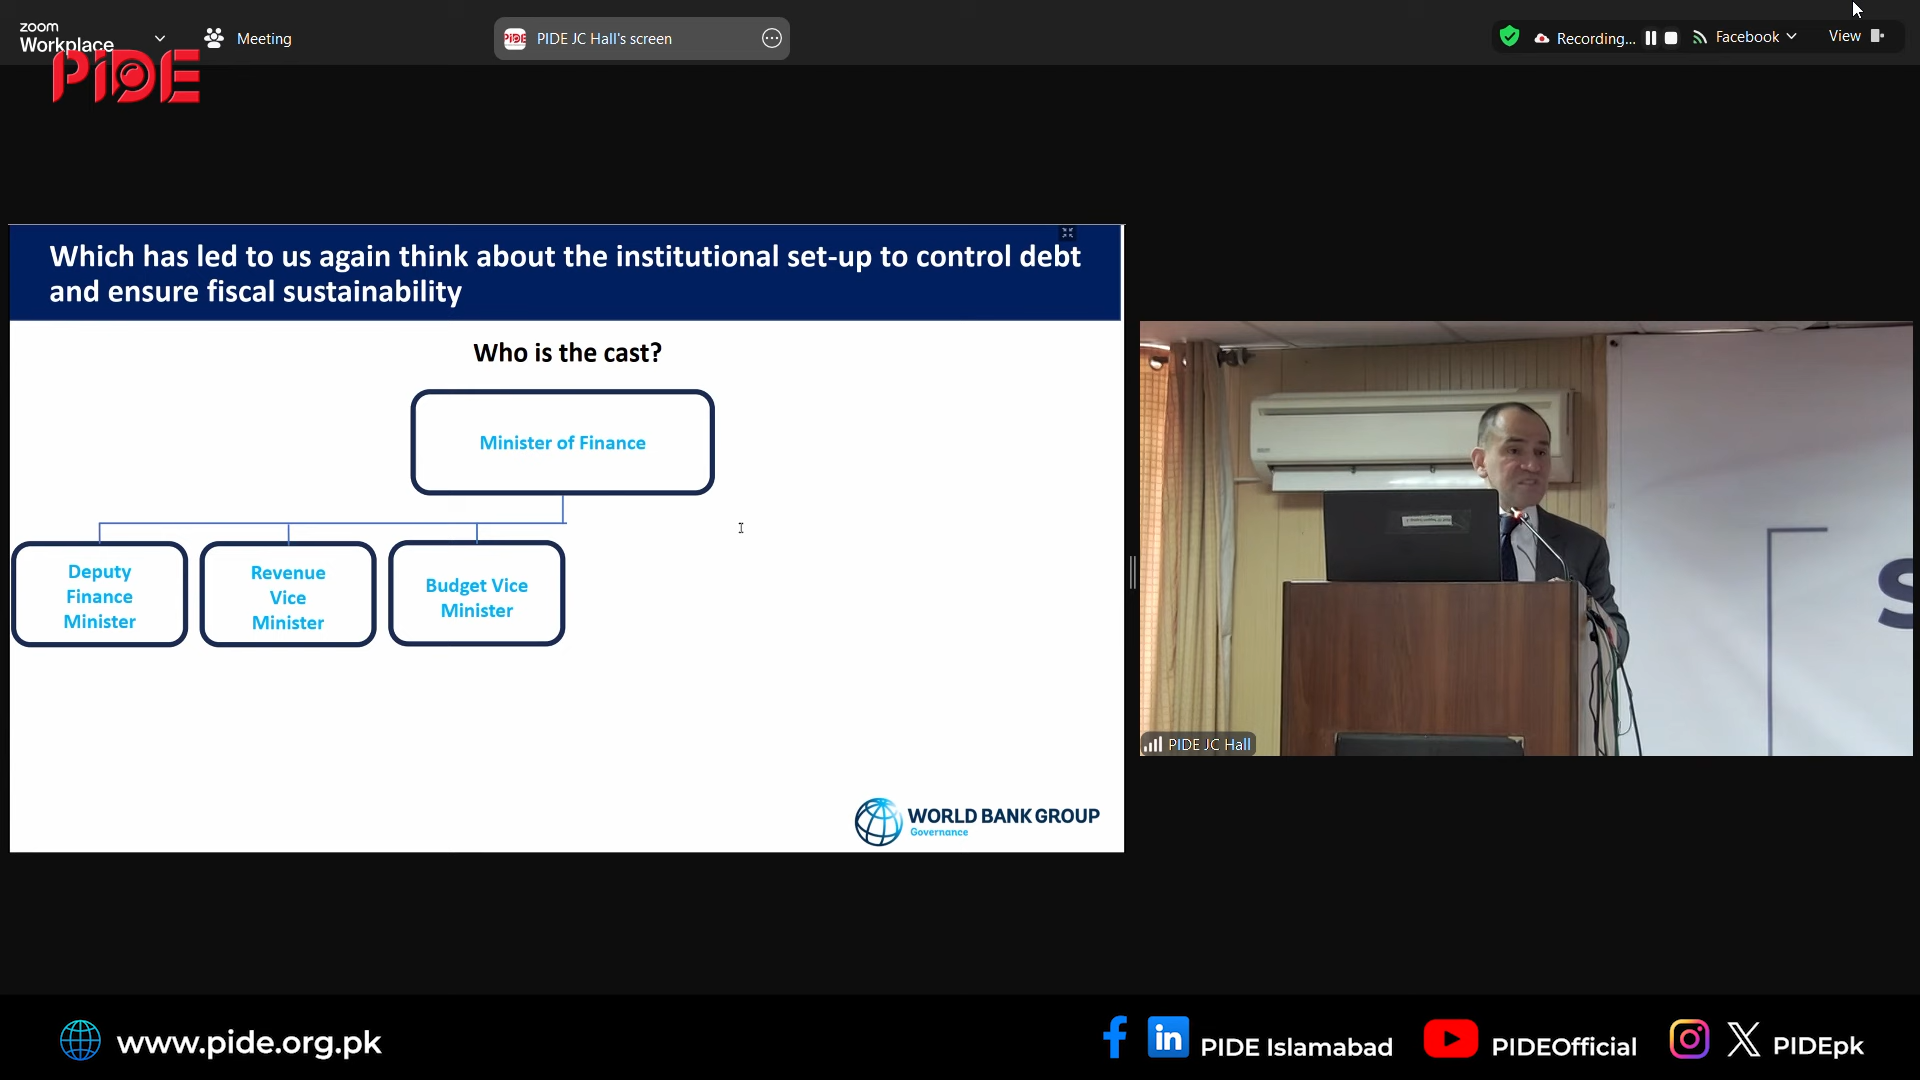 zoom
Workplace
Meeting
PIDE
PIDE JC Hall's screen
Recording...
Facebook
View
PIDE
Which has led to us again think about the institutional set-up to control debt
and ensure fiscal sustainability
Who is the cast?
Minister of Finance
Deputy
Finance
Minister
Revenue
Vice
Minister
Budget Vice
Minister
WORLD BANK GROUP
Governance
PIDE JC Hall
www.pide.org.pk
PIDE Islamabad
PIDEOfficial
PIDEpk